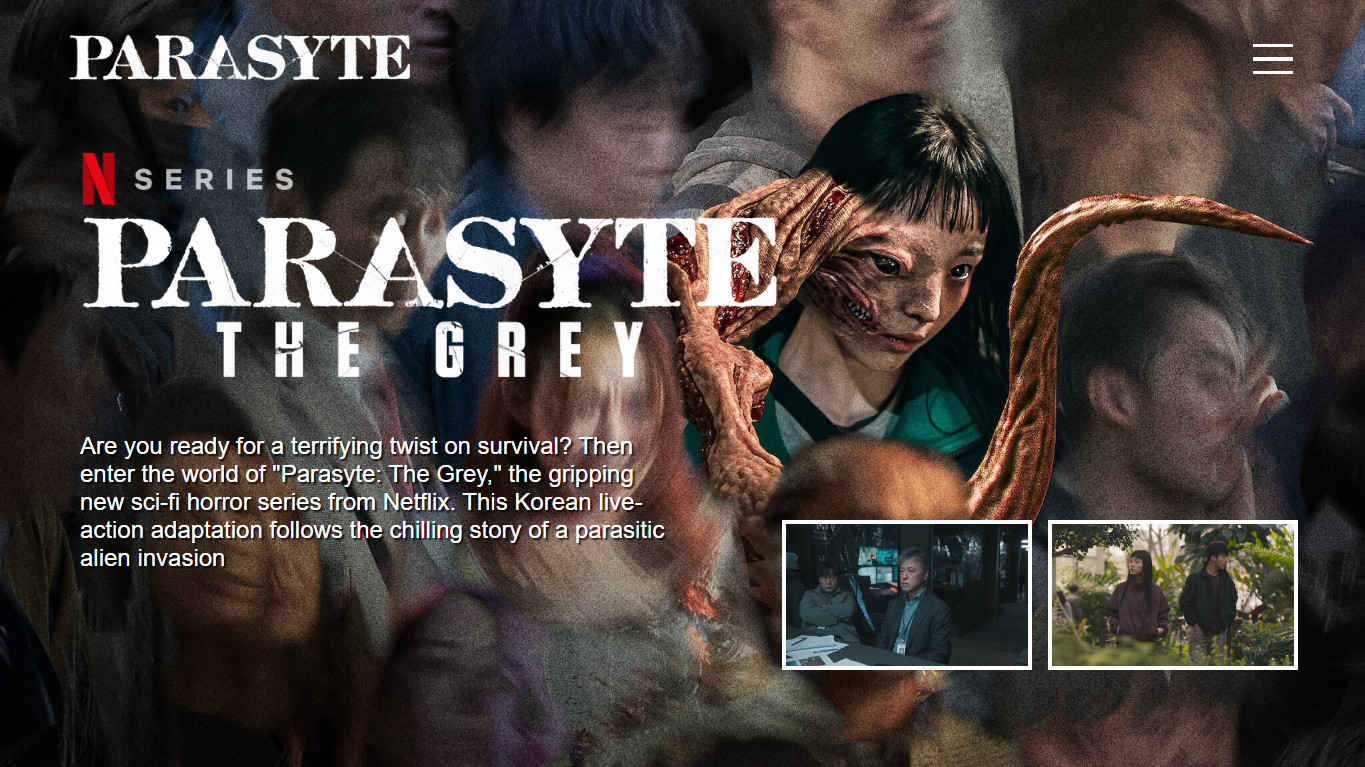 PARASYTE
N SERIES
PARASYTE
THE GREY
Are you ready for a terrifying twist on survival? Then
enter the world of "Parasyte: The Grey," the gripping
new sci-fi horror series from Netflix. This Korean live-
action adaptation follows the chilling story of a parasitic
alien invasion